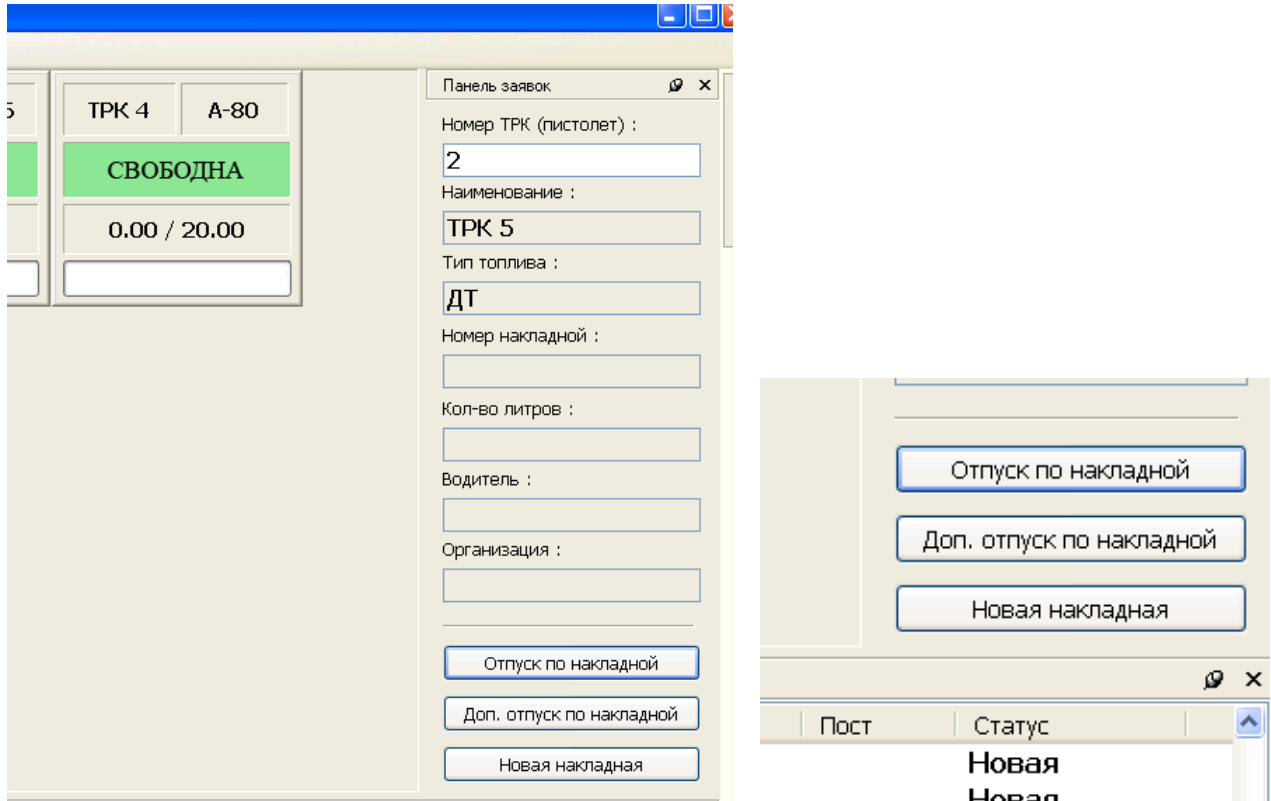 Панель заявок
5
ТРК 4
А-80
СВОБОДНА
0.00 / 20.00
Номер ТРК (пистолет) :
2
Наименование :
ТРК 5
Тип топлива :
ДТ
Номер накладной :
Кол-во литров :
Водитель :
Организация :
Отпуск по накладной
Доп. отпуск по накладной
Новая накладная
Отпуск по накладной
Доп. отпуск по накладной
Новая накладная
Пост
Статус
Новая
Новая